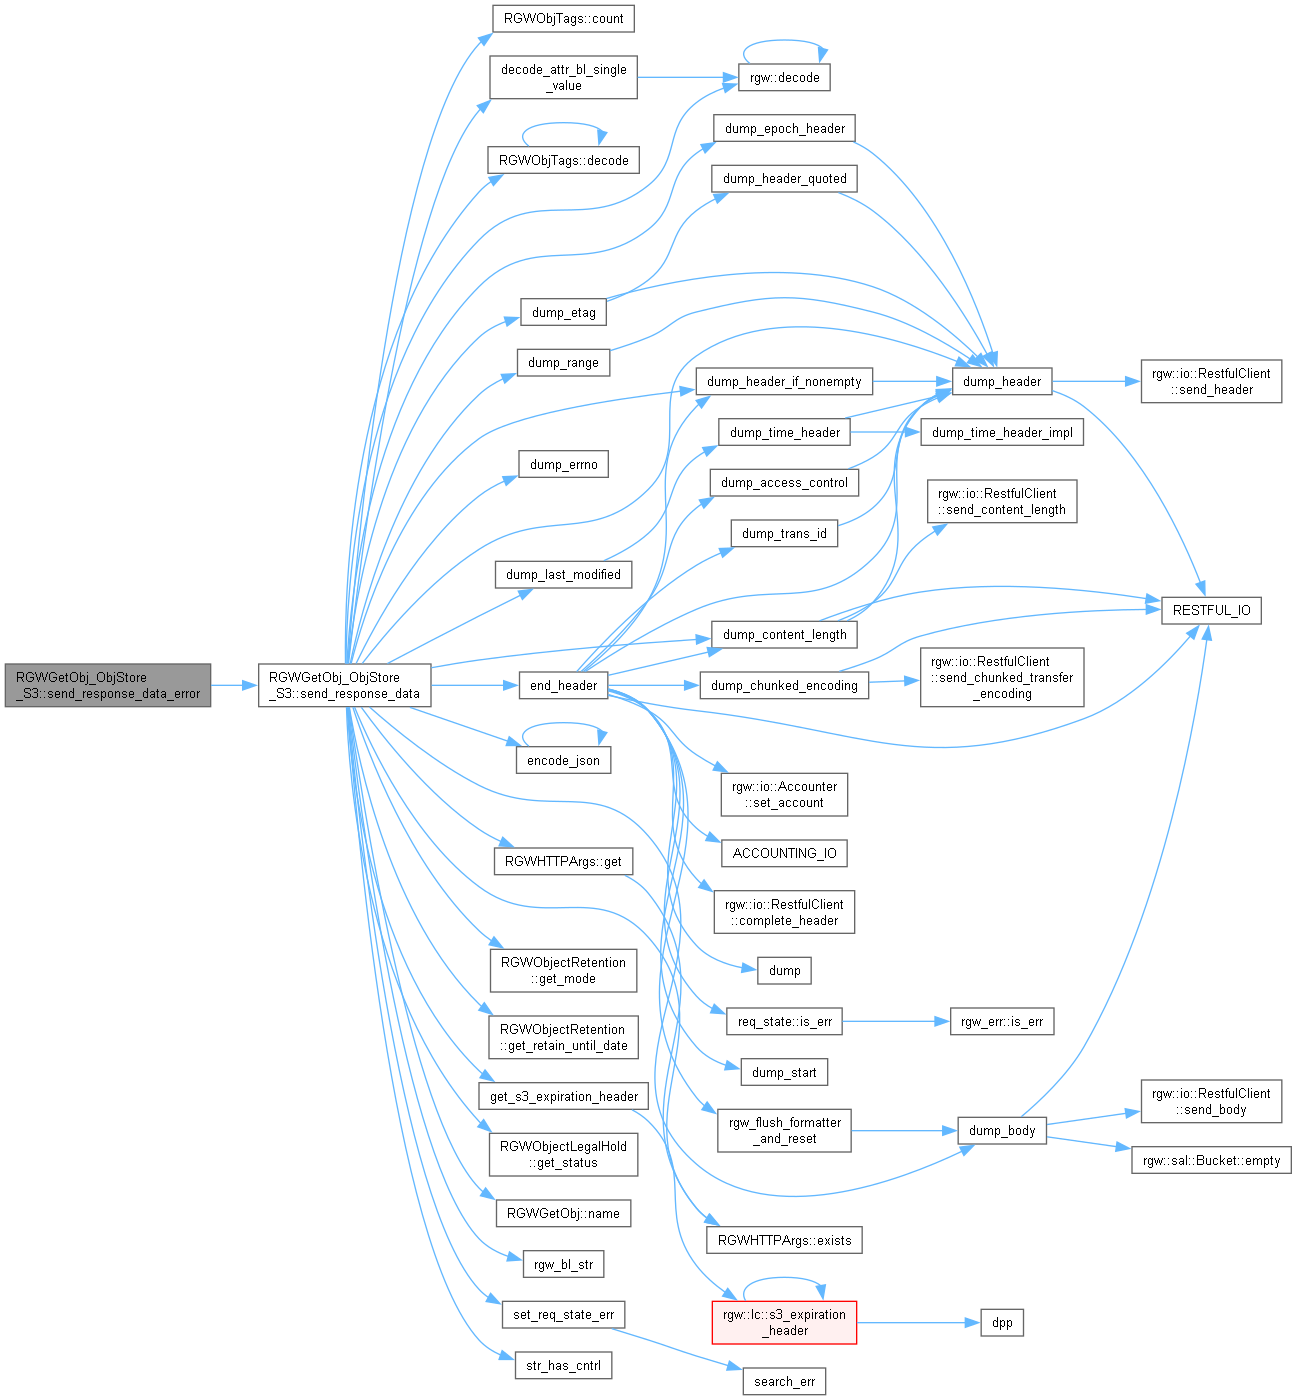 RGWObjTags::count
decode_attr_bl_single
_value
rgw::decode
RGWObjTags::decode
dump_epoch_header
dump_header_quoted
dump_etag
dump_range
dump_header_if_nonempty
dump_header
rgw::io::RestfulClient
::send_header
dump_time_header
dump_time_header_impl
dump_errno
dump_access_control
rgw::io::RestfulClient
::send_content_length
dump_trans_id
dump_last_modified
RESTFUL_IO
dump_content_length
RGWGetObj_ObjStore
_S3::send_response_data_error
RGWGetObj_ObjStore
_S3::send_response_data
end_header
dump_chunked_encoding
rgw::io::RestfulClient
::send_chunked_transfer
_encoding
encode_json
rgw::io::Accounter
::set_account
RGWHTTPArgs::get
ACCOUNTING_IO
rgw::io::RestfulClient
::complete_header
RGWObjectRetention
::get_mode
dump
RGWObjectRetention
::get_retain_until_date
req_state::is_err
rgw_err::is_err
dump_start
get_s3_expiration_header
rgw_flush_formatter
_and_reset
dump_body
rgw::io::RestfulClient
::send_body
RGWObjectLegalHold
::get_status
rgw::sal::Bucket::empty
RGWGetObj::name
RGWHTTPArgs::exists
rgw_bl_str
set_req_state_err
rgw::lc::s3_expiration
_header
dpp
str_has_cntrl
search_err